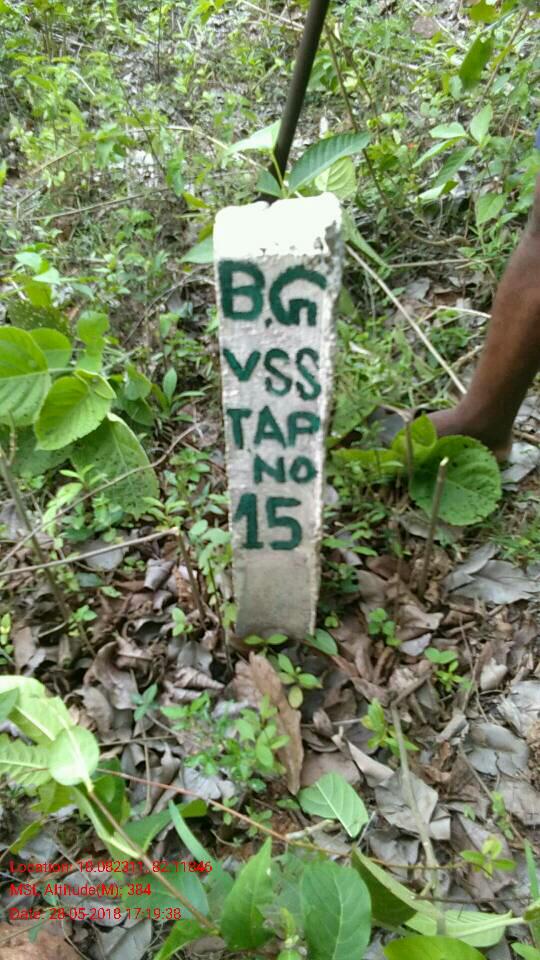 B.G
VSS
TAP
NO
15
Location: 18.082311, 82.11846
MSL Altitude(M): 384
Date: 28-05-2018 17:19:38